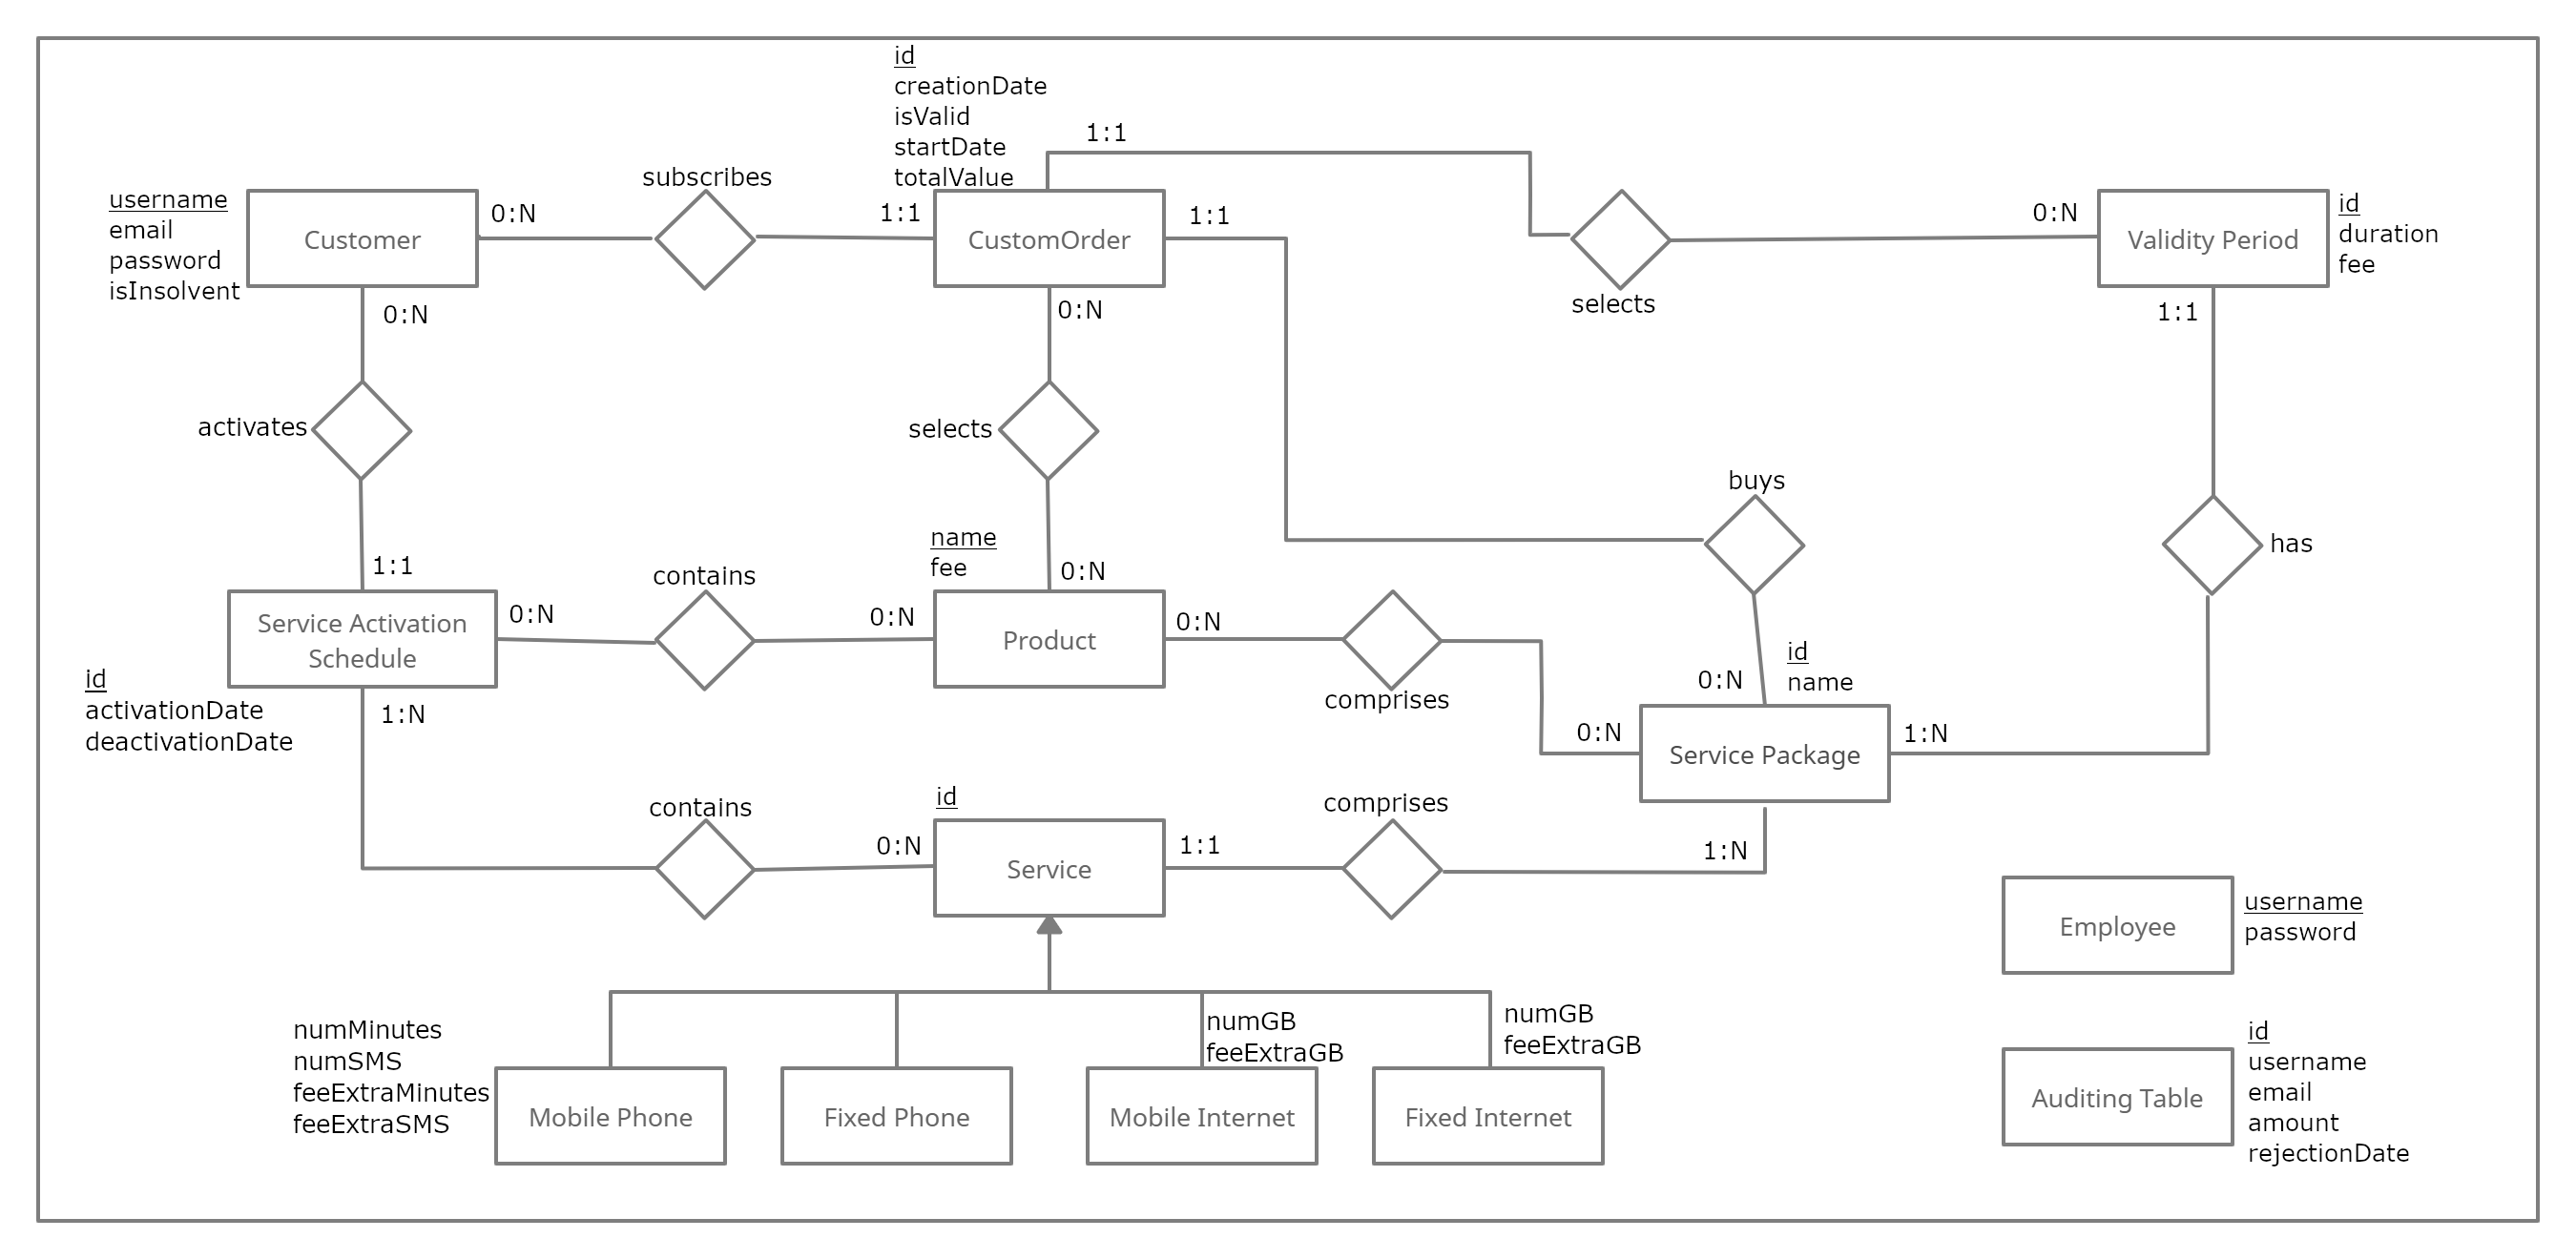 id
creationDate
isValid
startDate
totalValue
1:1
subscribes
username
email
password
isInsolvent
Customer
0:N
1:1
CustomOrder
1:1
0:N
Validity Period
id
duration
fee
selects
0:N
0:N
1:1
activates
selects
buys
has
1:1
contains
name
fee
0:N
Service Activation
Schedule
0:N
0:N
Product
0:N
comprises
id
name
0:N
id
activationDate
deactivationDate
1:N
0:N
Service Package
1:N
contains
id
comprises
0:N
Service
1:1
1:N
Employee
username
password
numMinutes
numSMS
feeExtraMinutes
feeExtraSMS
numGB
feeExtraGB
numGB
feeExtraGB
Mobile Phone
Fixed Phone
Mobile Internet
Fixed Internet
Auditing Table
id
username
email
amount
rejectionDate